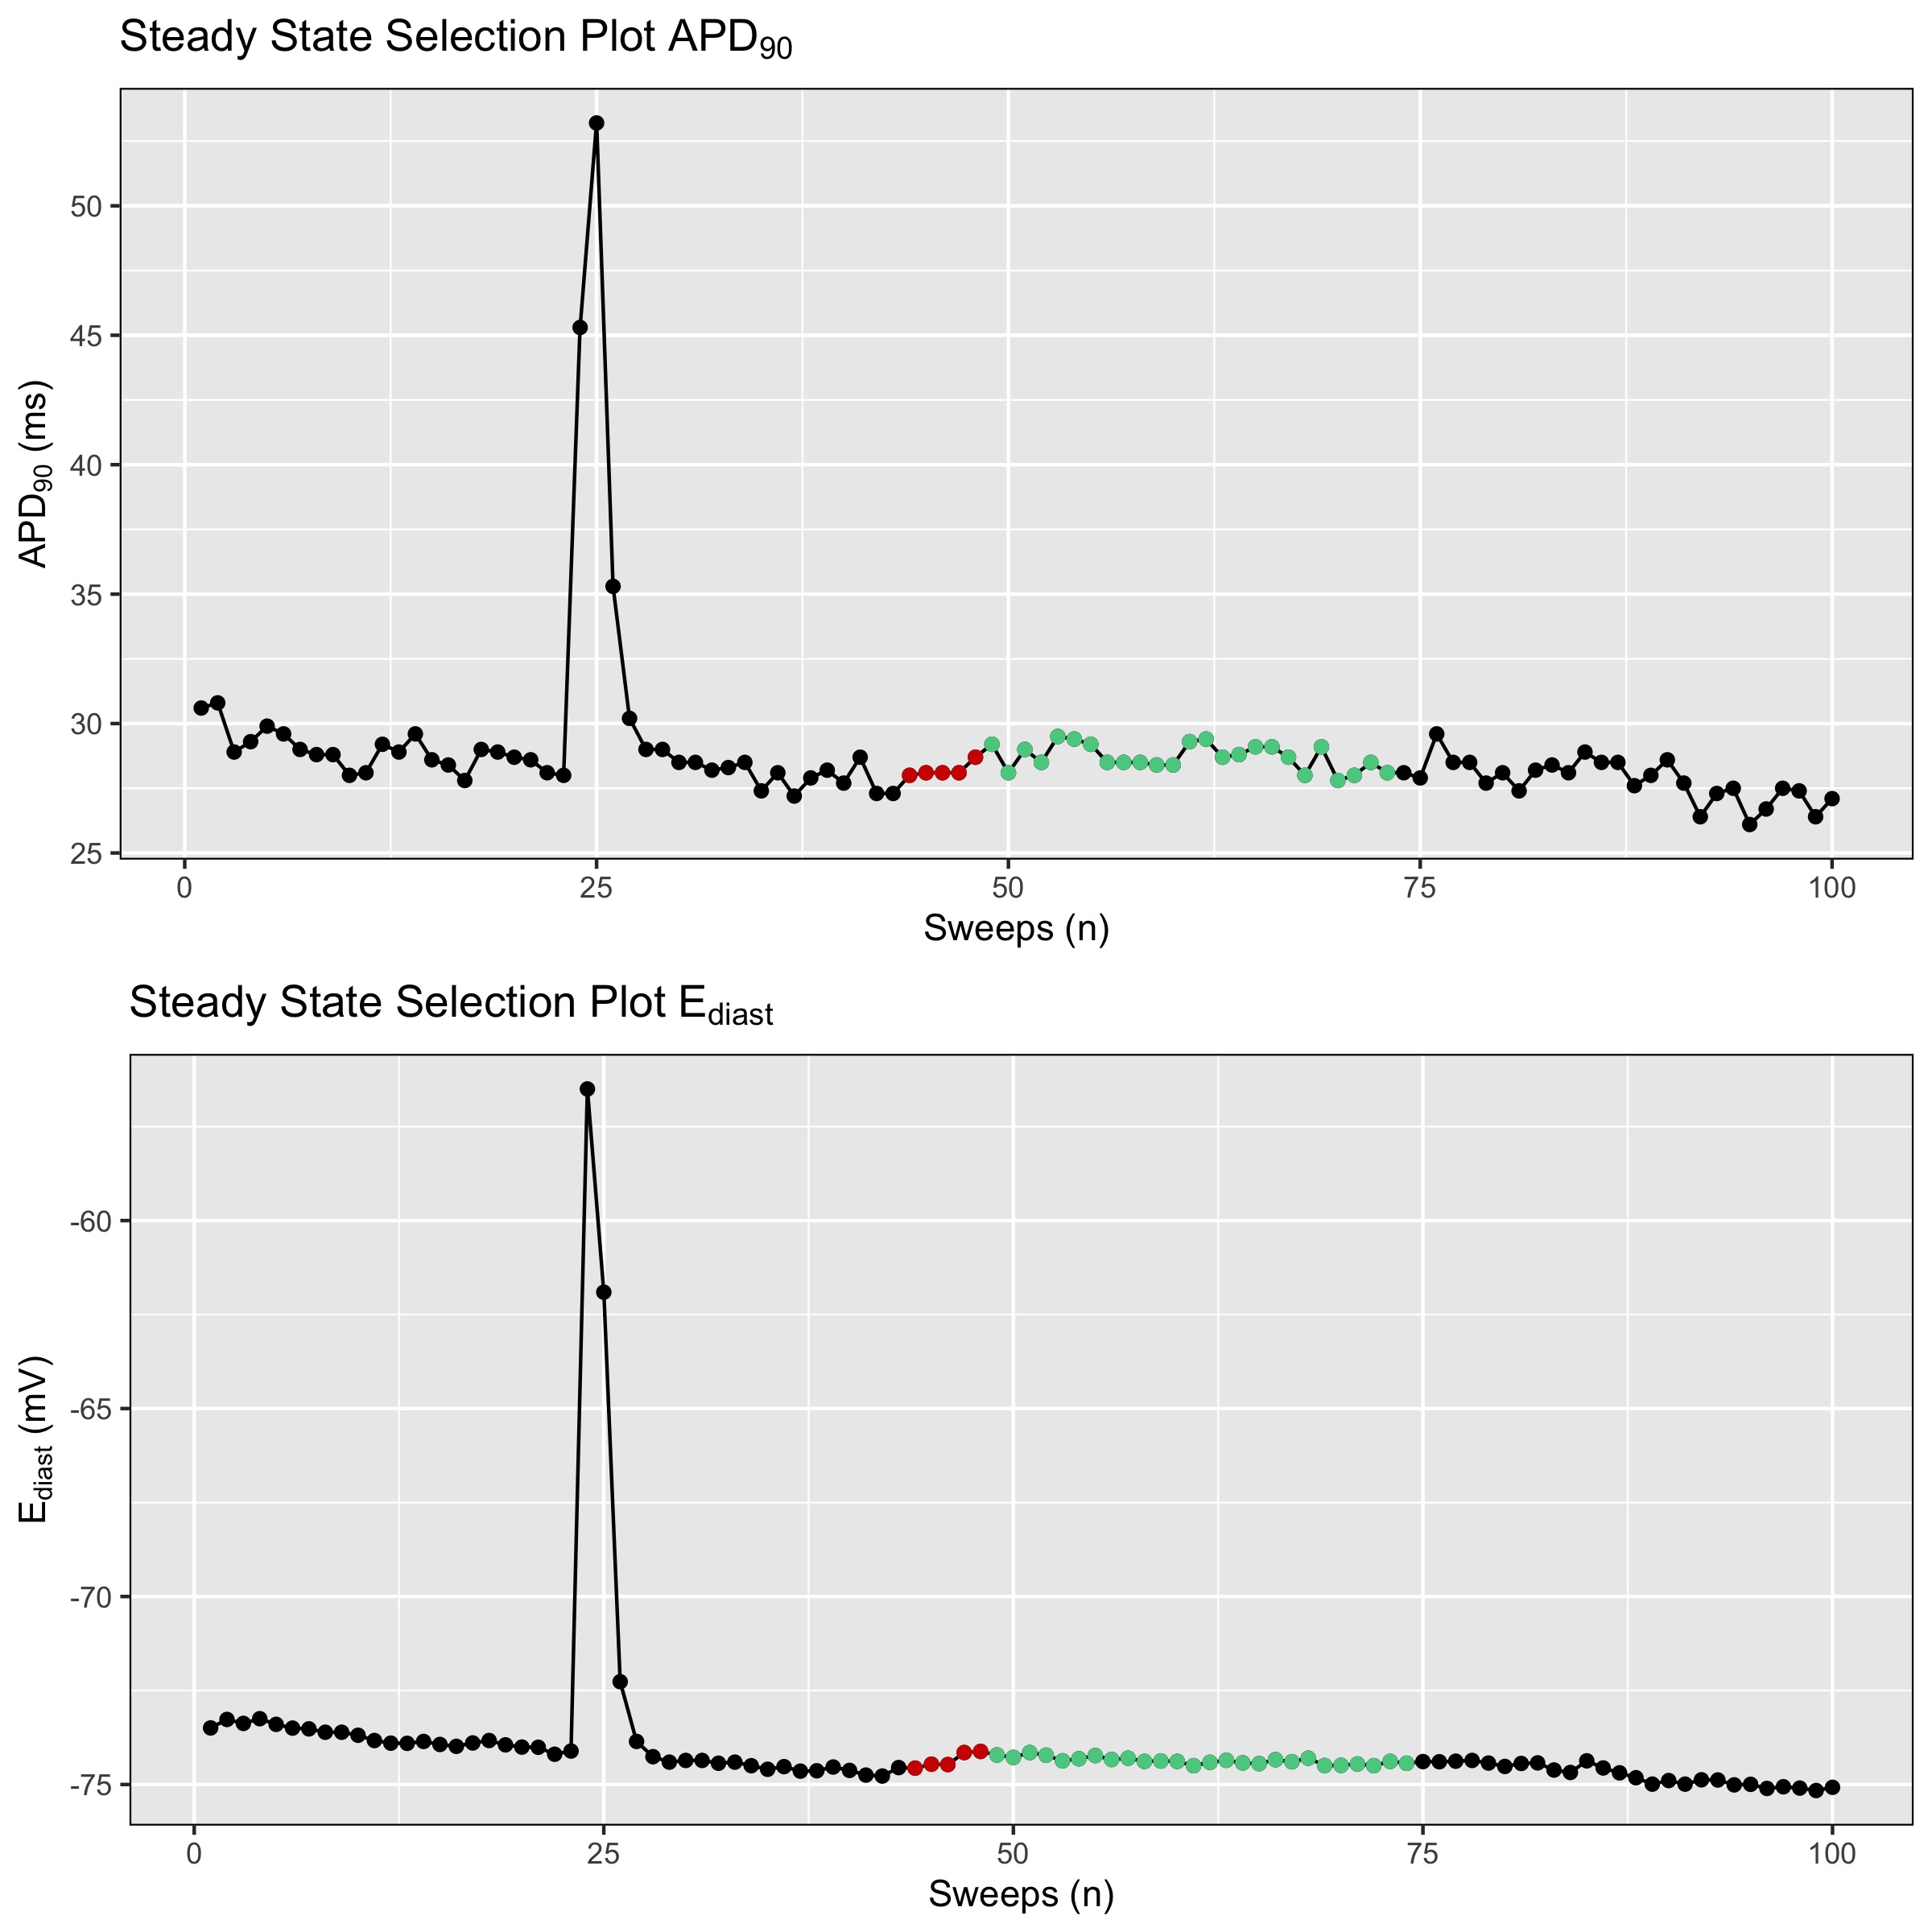 Steady State Selection Plot APD90
50
45
40
35
30
25
APD90 (ms)
0 25 50 75 100
Sweeps (n)
Steady State Selection Plot Ediast
-60
-65
-70
-75
Ediast (mV)
0 25 50 75 100
Sweeps (n)